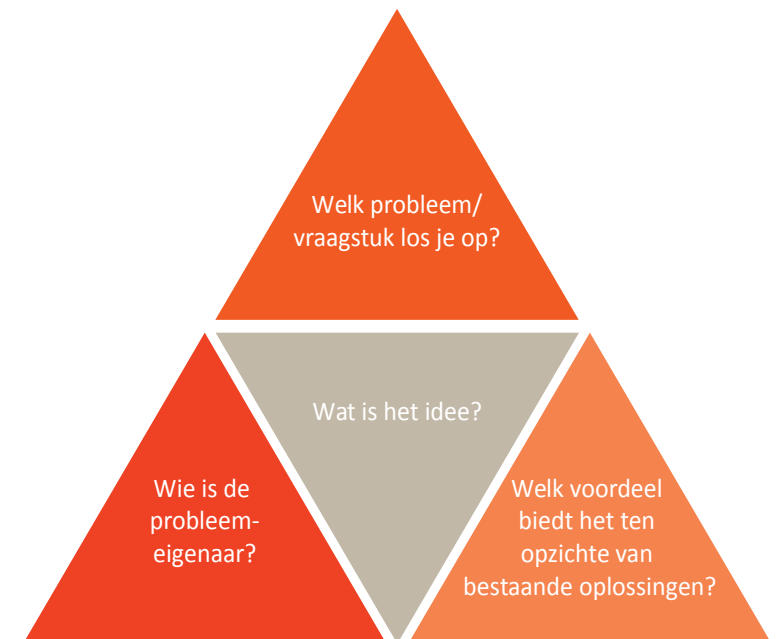 Welk probleem/
vraagstuk los je op?
Wat is het idee?
Wie is de
probleem-
eigenaar?
Welk voordeel
biedt het ten
opzichte van
bestaande oplossingen?